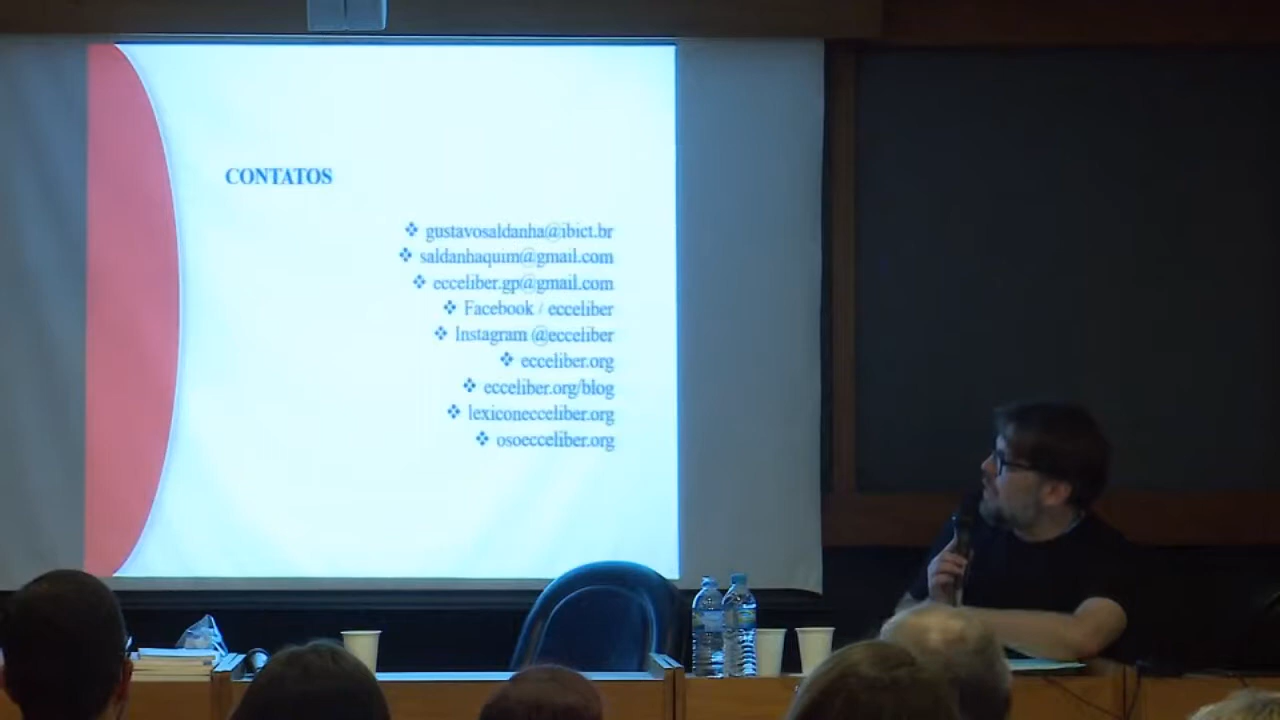 CONTATOS
❖ gustavosaldanha@ibict.br
❖ saldanhaquim@gmail.com
❖ ecceliber.gp@gmail.com
❖ Facebook / ecceliber
❖ Instagram @ecceliber
❖ ecceliber.org
❖ ecceliber.org/blog
❖ lexiconecceliber.org
❖ osoecceliber.org